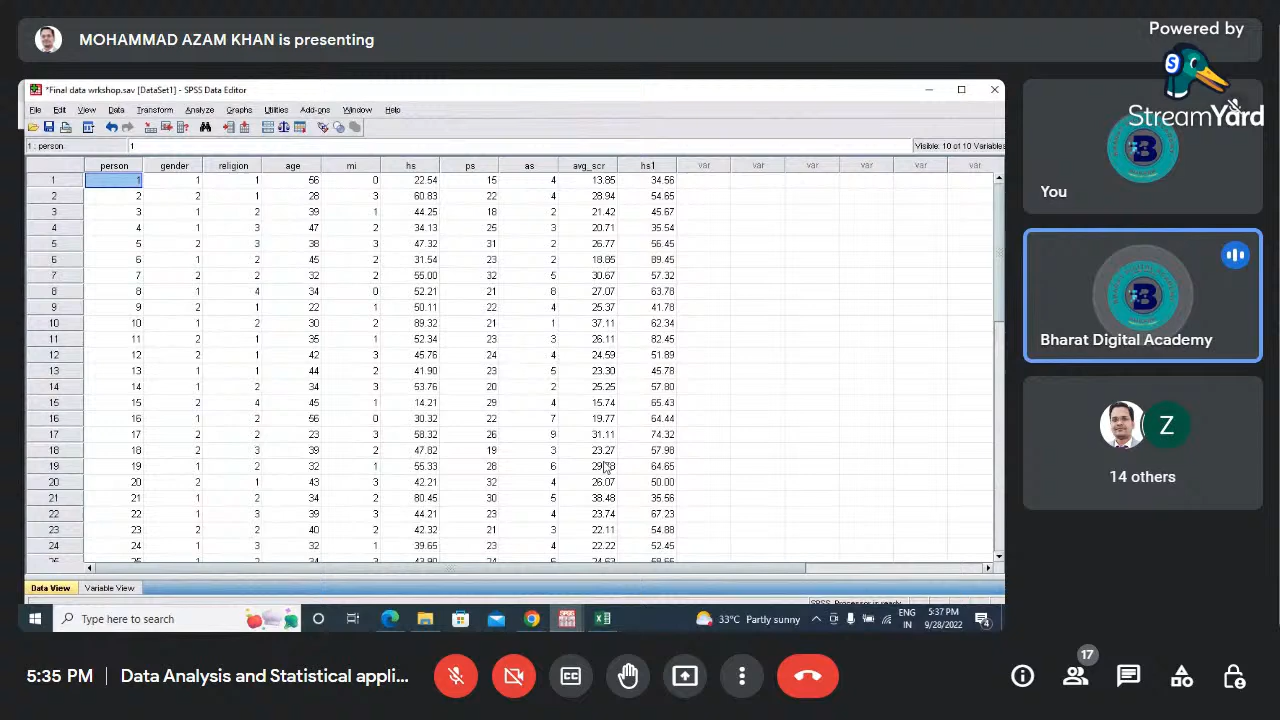 MOHAMMAD AZAM KHAN is presenting
Powered by
StreamYard
*Final data wrkshop.sav [DataSet1] - SPSS Data Editor
File Edit View Data Transform Analyze Graphs Utilities Add-ons Window Help
1 : person 1 Visible: 10 of 10 Variables
person gender religion age mi hs ps as avg_scr hs1 var var var var var var
1 1 1 1 56 0 22.54 15 4 13.85 34.56
2 2 2 1 28 3 60.83 22 4 28.94 54.65
3 3 1 2 39 1 44.25 18 2 21.42 45.67
4 4 1 3 47 2 34.13 25 3 20.71 35.54
5 5 2 3 38 3 47.32 31 2 26.77 56.45
6 6 1 2 45 2 31.54 23 2 18.85 89.45
7 7 2 2 32 2 55.00 32 5 30.67 57.32
8 8 1 4 34 0 52.21 21 8 27.07 63.78
9 9 2 1 22 1 50.11 22 4 25.37 41.78
10 10 1 2 30 2 89.32 21 1 37.11 62.34
11 11 2 1 35 1 52.34 23 3 26.11 82.45
12 12 2 1 42 3 45.76 24 4 24.59 51.89
13 13 1 1 44 2 41.90 23 5 23.30 45.78
14 14 1 2 34 3 53.76 20 2 25.25 57.80
15 15 2 4 45 1 14.21 29 4 15.74 65.43
16 16 1 2 56 0 30.32 22 7 19.77 64.44
17 17 2 2 23 3 58.32 26 9 31.11 74.32
18 18 2 3 39 2 47.82 19 3 23.27 57.98
19 19 1 2 32 1 55.33 28 6 64.65
20 20 2 1 43 3 42.21 32 4 26.07 50.00
21 21 1 2 34 2 80.45 30 5 38.48 35.56
22 22 1 3 39 3 44.21 23 4 23.74 67.23
23 23 2 2 40 2 42.32 21 3 22.11 54.88
24 24 1 3 32 1 39.65 23 4 22.22 52.45
Data View Variable View
SPSS Processor is ready
Type here to search
33°C Partly sunny
ENG
IN
5:37 PM
9/28/2022
4
You
Bharat Digital Academy
Z
14 others
5:35 PM | Data Analysis and Statistical appli...
CC
17